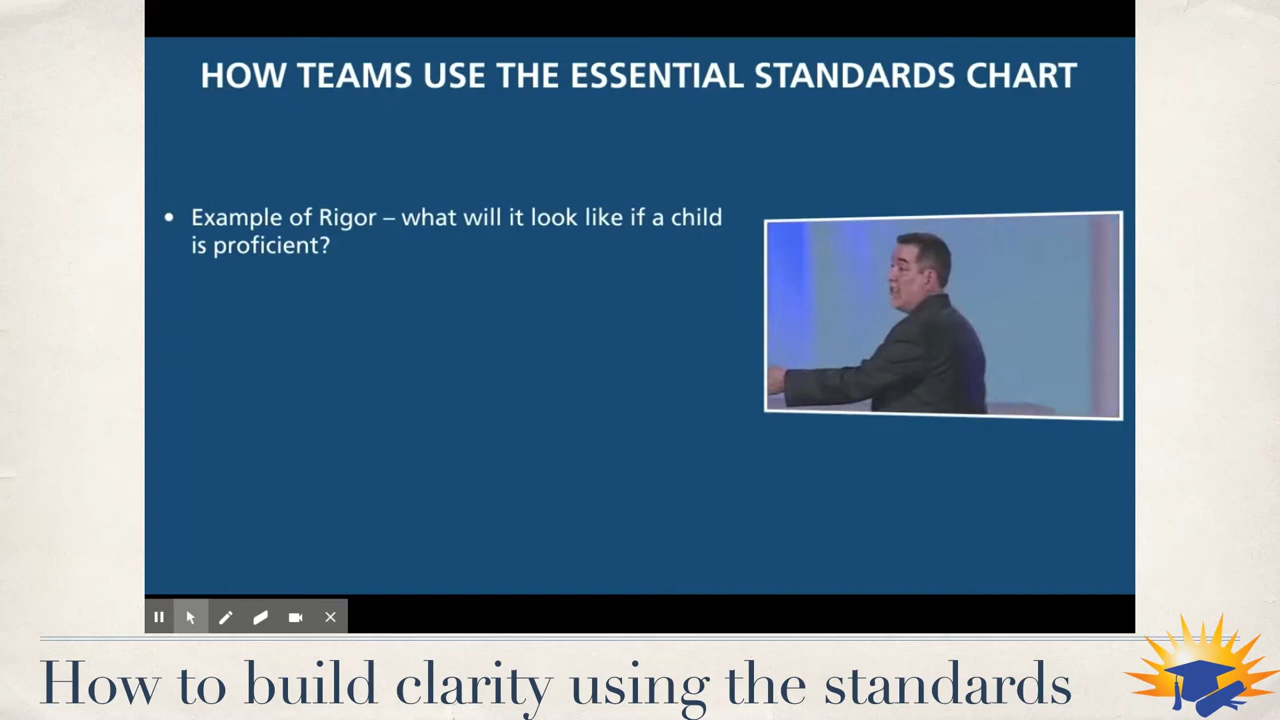 HOW TEAMS USE THE ESSENTIAL STANDARDS CHART
• Example of Rigor – what will it look like if a child
is proficient?
How to build clarity using the standards